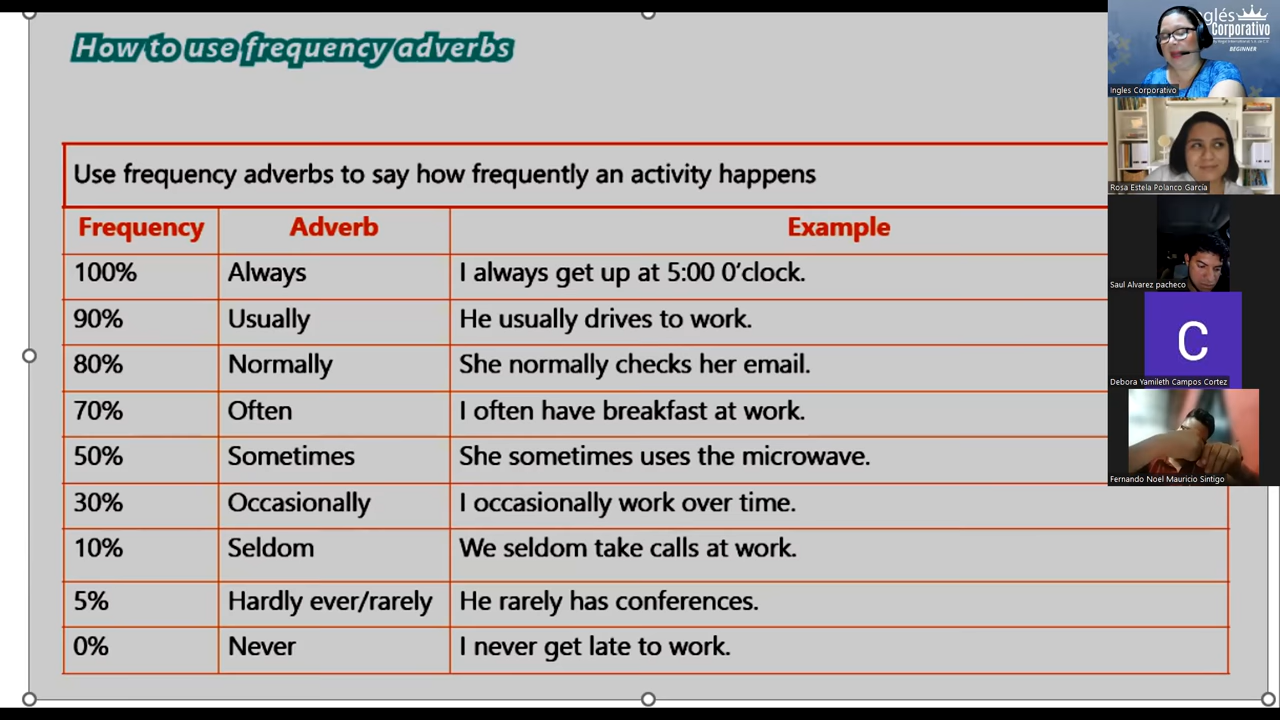 How to use frequency adverbs
Use frequency adverbs to say how frequently an activity happens
Frequency Adverb Example
100% Always I always get up at 5:00 0'clock.
90% Usually He usually drives to work.
80% Normally She normally checks her email.
70% Often I often have breakfast at work.
50% Sometimes She sometimes uses the microwave.
30% Occasionally I occasionally work over time.
10% Seldom We seldom take calls at work.
5% Hardly ever/rarely He rarely has conferences.
0% Never I never get late to work.
glés
Corporativo
BEGINNER
Ingles Corporativo
Rosa Estela Polanco García
Saul Alvarez pacheco
C
Debora Yamileth Campos Cortez
Fernando Noel Mauricio Sintigo